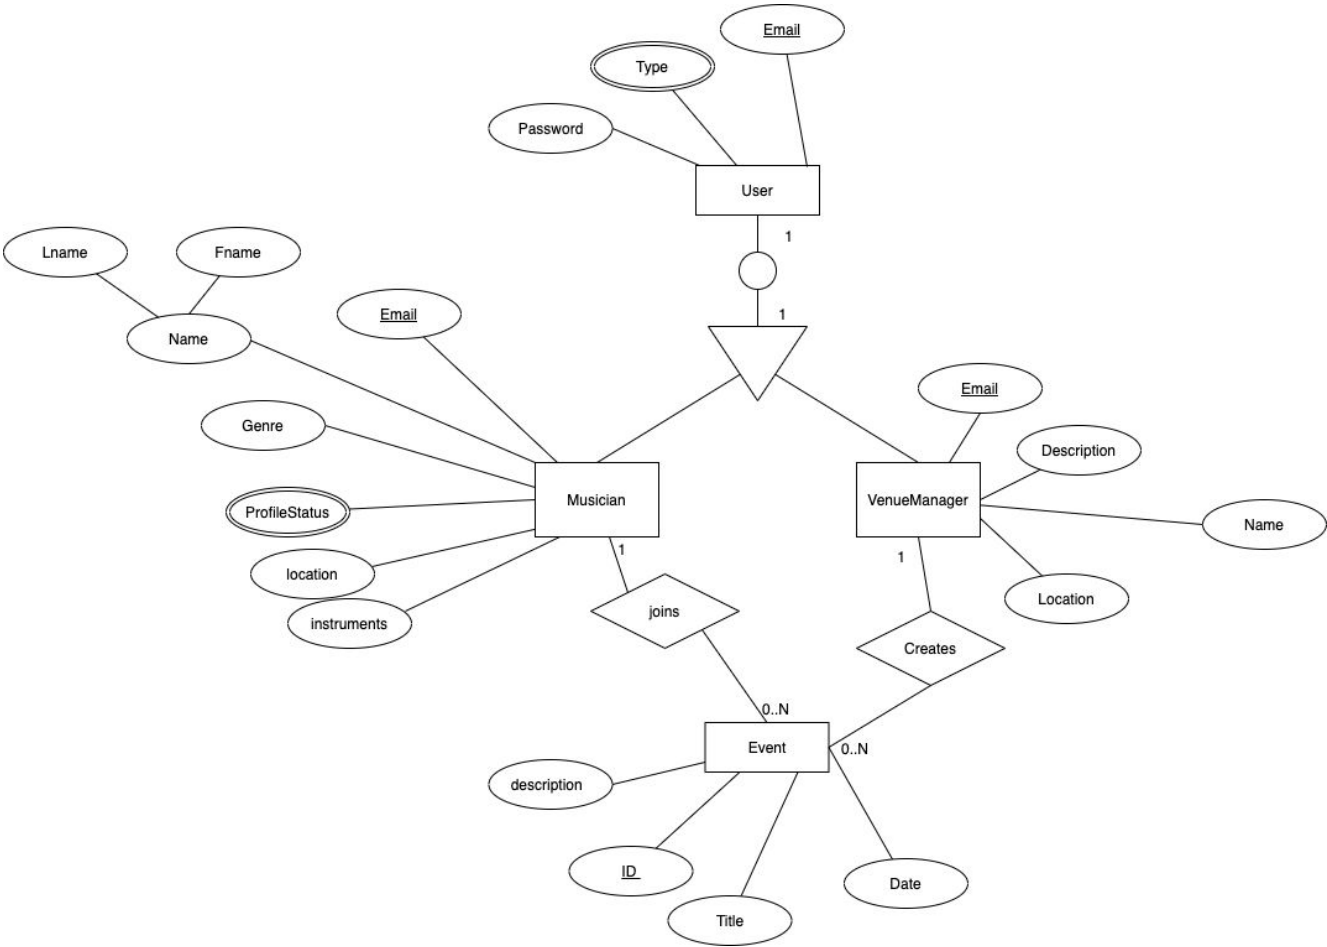 Email
Type
Password
User
1
Lname
Fname
Email
1
Name
Email
Genre
Description
Musician
VenueManager
ProfileStatus
Name
1
1
location
Location
instruments
joins
Creates
0..N
Event
0..N
description
ID
Date
Title